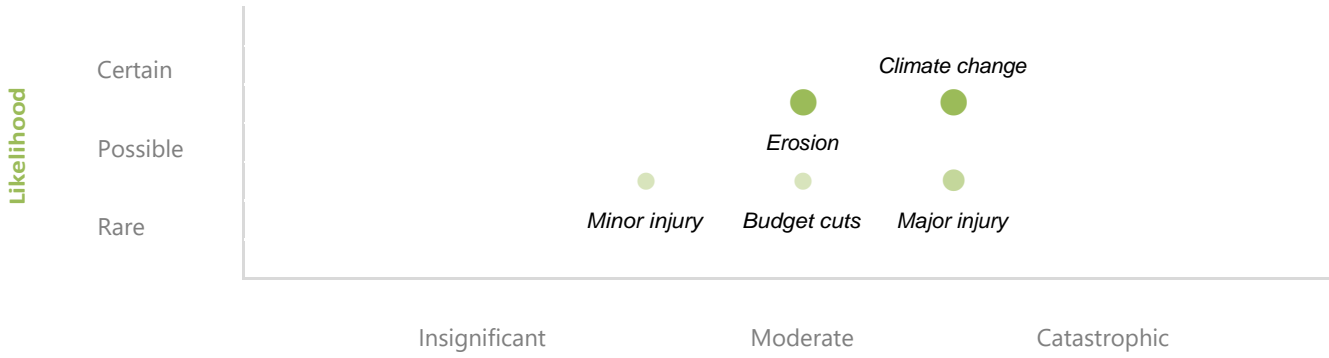 Likelihood
Certain
Climate change
Possible
Erosion
Rare
Minor injury
Budget cuts
Major injury
Insignificant
Moderate
Catastrophic